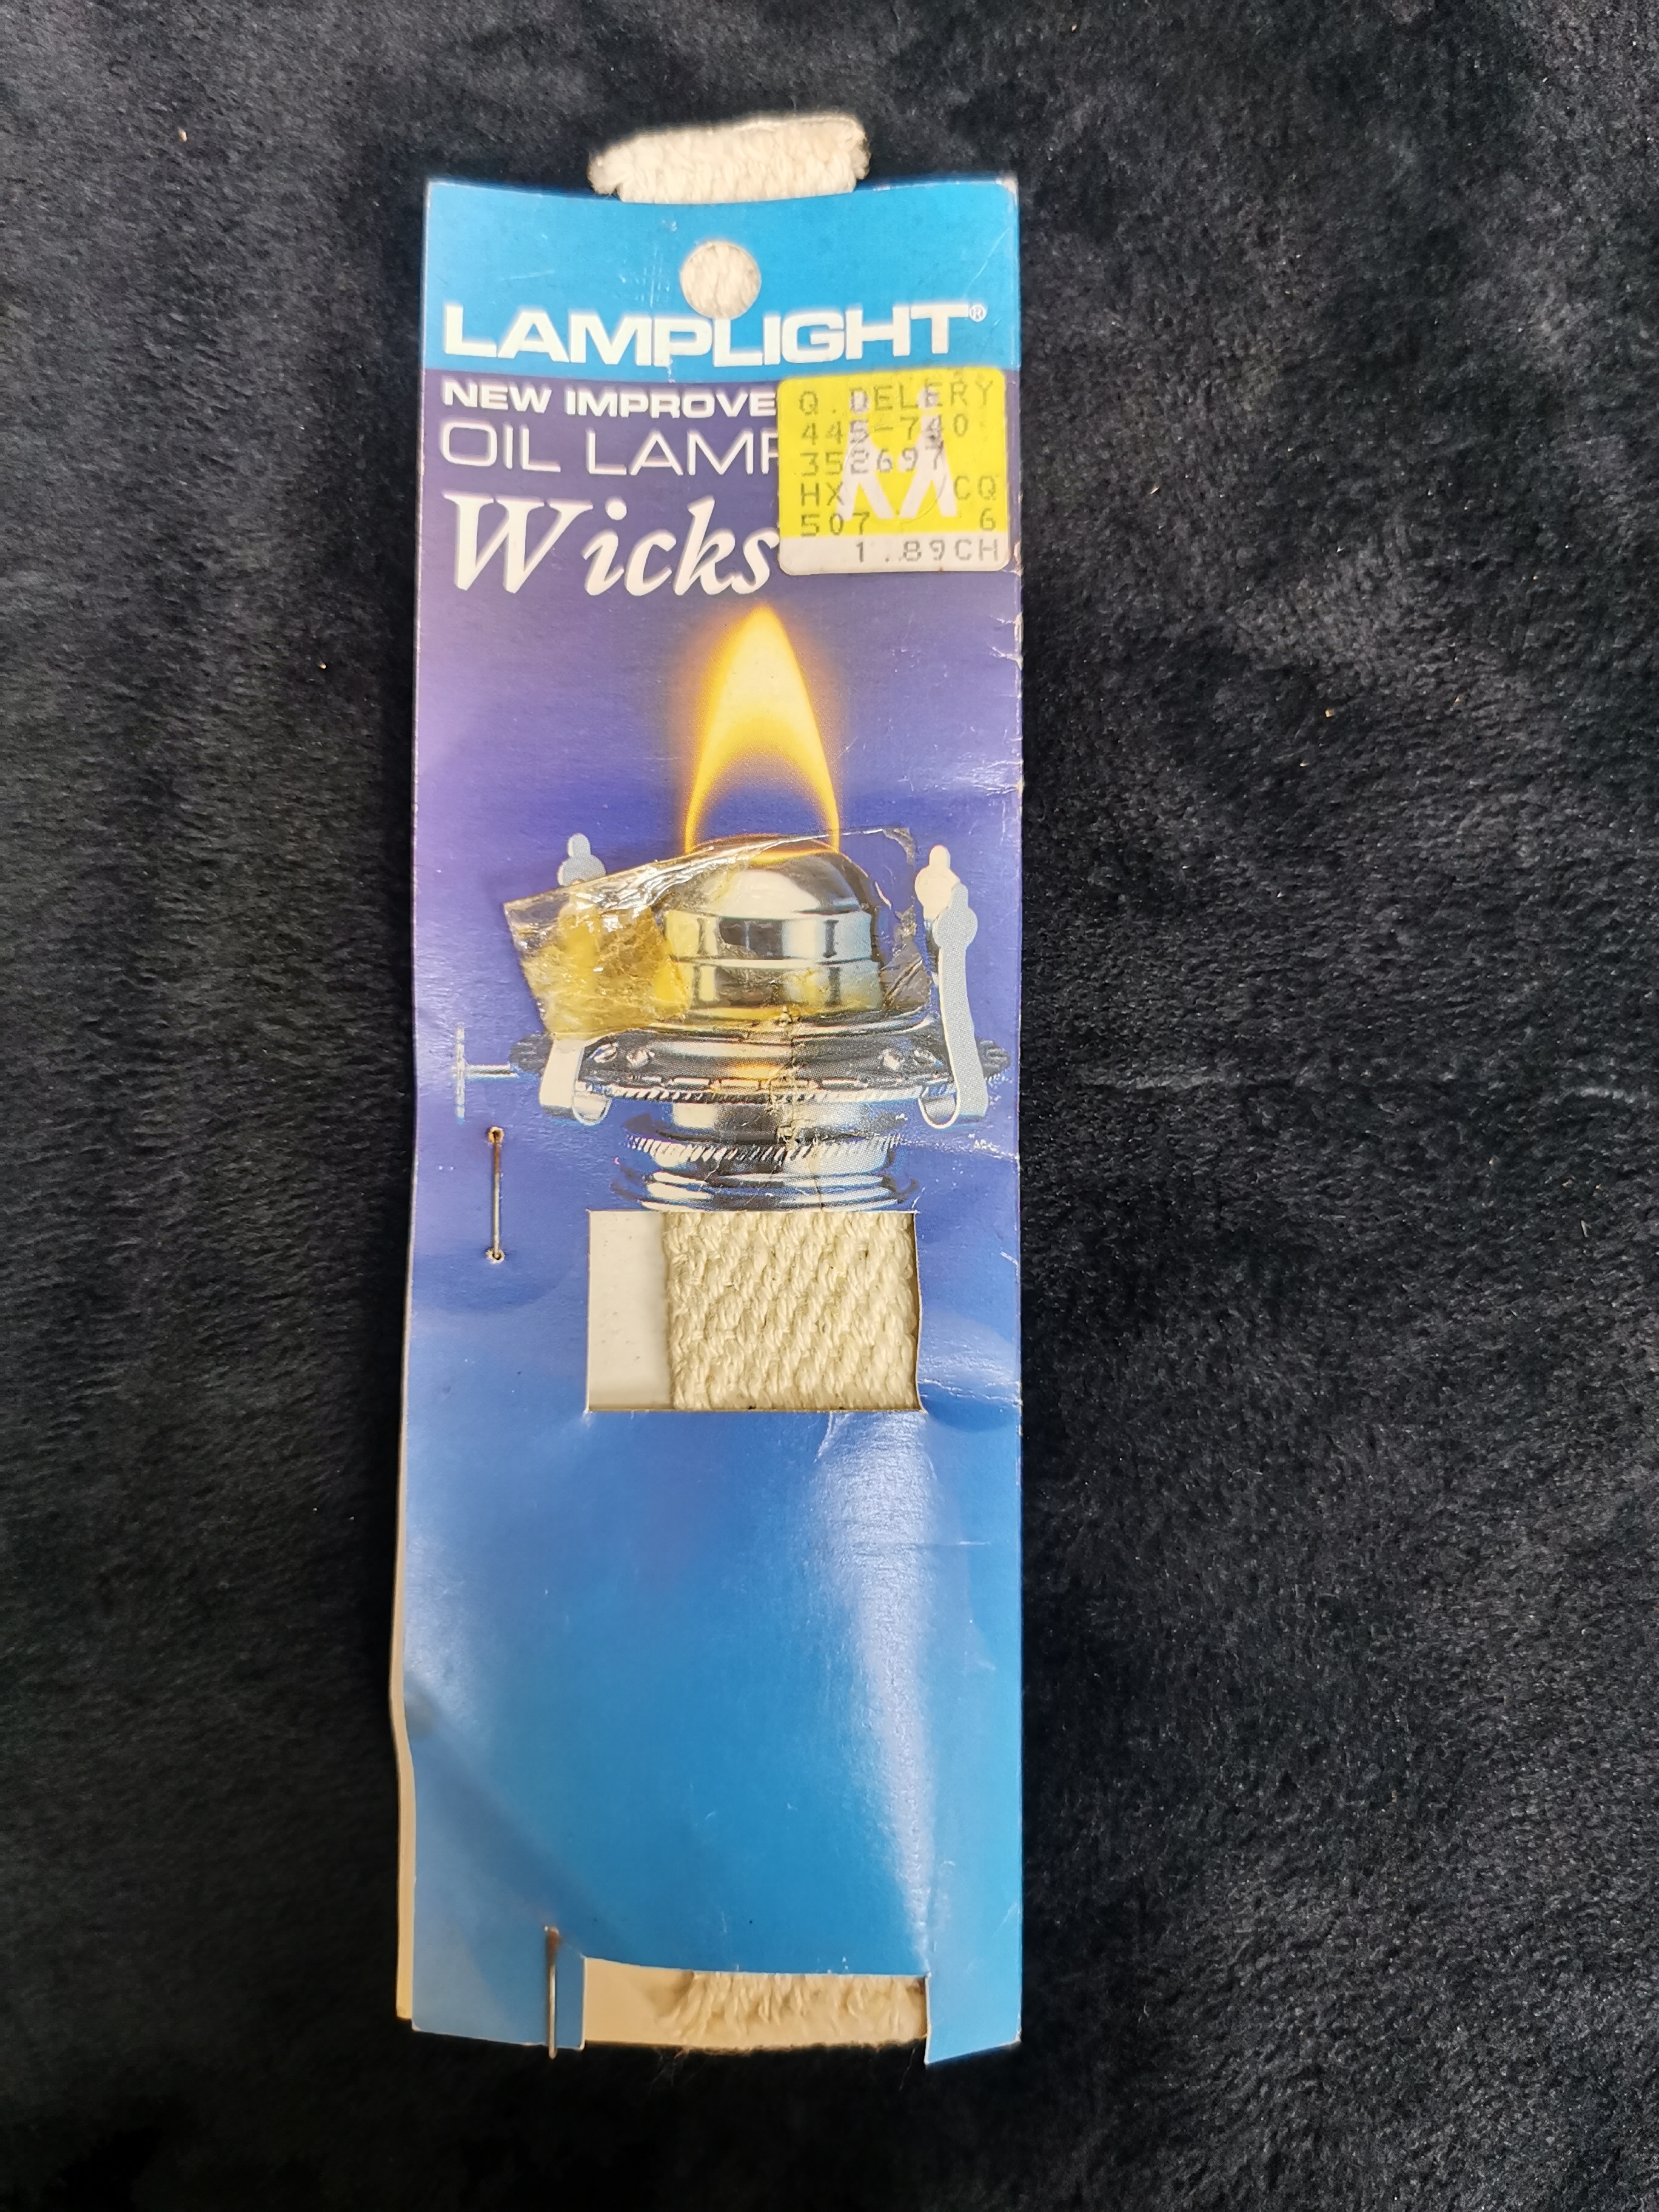 LAMPLIGHT®
NEW IMPROVE
OIL LAMP
Wicks
Q.DELERY
445-740
352697
HX CQ
507 6
1.89CH